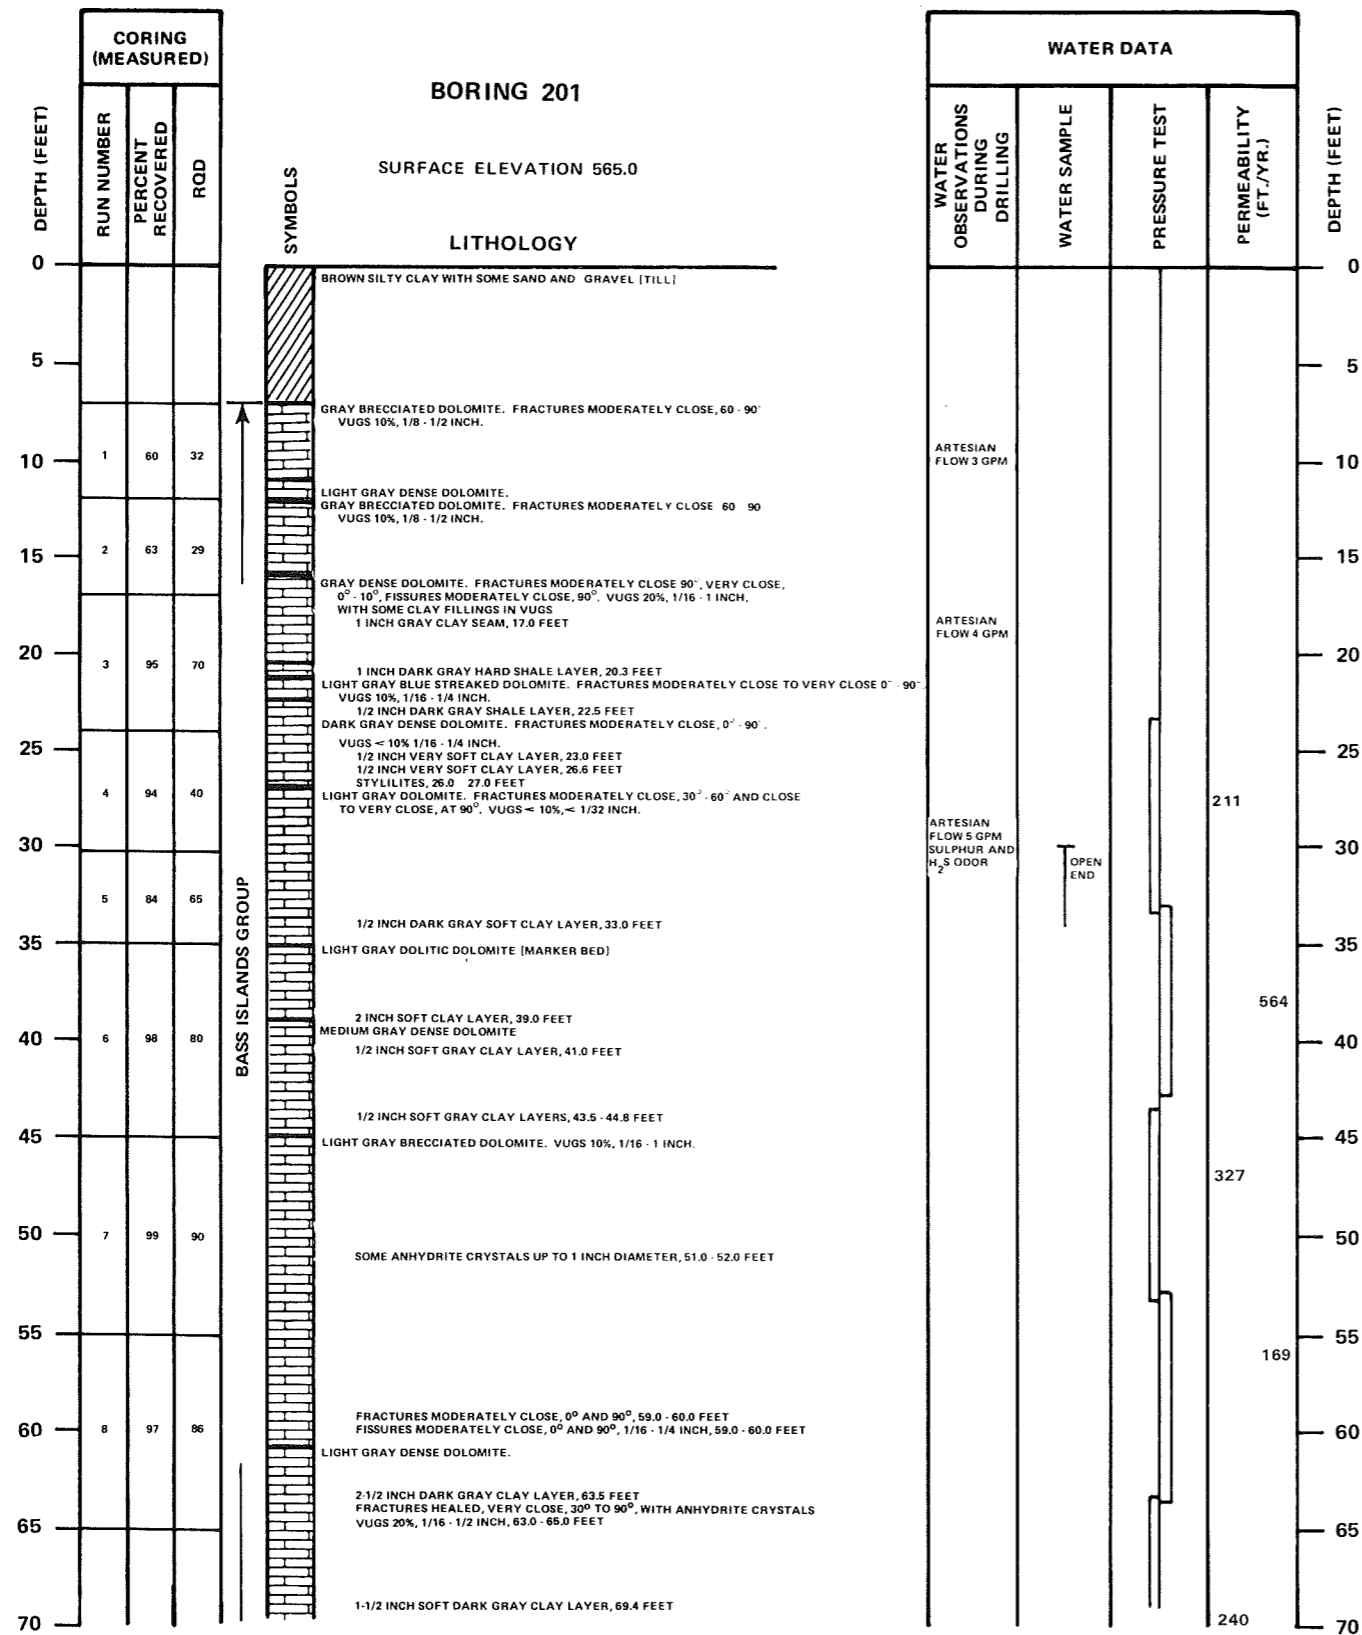 CORING
(MEASURED)
WATER DATA
BORING 201
SURFACE ELEVATION 565.0
LITHOLOGY
DEPTH (FEET)
RUN NUMBER
PERCENT
RECOVERED
RQD
SYMBOLS
WATER
OBSERVATIONS
DURING
DRILLING
WATER SAMPLE
PRESSURE TEST
PERMEABILITY
(FT./YR.)
DEPTH (FEET)
0
0
BROWN SILTY CLAY WITH SOME SAND AND GRAVEL [TILL]
5
5
GRAY BRECCIATED DOLOMITE. FRACTURES MODERATELY CLOSE, 60 - 90°
VUGS 10%, 1/8 - 1/2 INCH.
10
1
60
32
ARTESIAN
FLOW 3 GPM
10
LIGHT GRAY DENSE DOLOMITE.
GRAY BRECCIATED DOLOMITE. FRACTURES MODERATELY CLOSE 60 90
VUGS 10%, 1/8 - 1/2 INCH.
15
2
63
29
15
GRAY DENSE DOLOMITE. FRACTURES MODERATELY CLOSE 90°, VERY CLOSE,
0° - 10°, FISSURES MODERATELY CLOSE, 90°. VUGS 20%, 1/16 - 1 INCH,
WITH SOME CLAY FILLINGS IN VUGS
1 INCH GRAY CLAY SEAM, 17.0 FEET
ARTESIAN
FLOW 4 GPM
20
3
95
70
20
1 INCH DARK GRAY HARD SHALE LAYER, 20.3 FEET
LIGHT GRAY BLUE STREAKED DOLOMITE. FRACTURES MODERATELY CLOSE TO VERY CLOSE 0° - 90°
VUGS 10%, 1/16 - 1/4 INCH.
1/2 INCH DARK GRAY SHALE LAYER, 22.5 FEET
DARK GRAY DENSE DOLOMITE. FRACTURES MODERATELY CLOSE, 0° - 90°.
VUGS < 10% 1/16 - 1/4 INCH.
25
25
1/2 INCH VERY SOFT CLAY LAYER, 23.0 FEET
1/2 INCH VERY SOFT CLAY LAYER, 26.6 FEET
STYLILITES, 26.0 27.0 FEET
4
94
40
LIGHT GRAY DOLOMITE. FRACTURES MODERATELY CLOSE, 30° - 60° AND CLOSE
TO VERY CLOSE, AT 90°. VUGS < 10%, < 1/32 INCH.
211
ARTESIAN
FLOW 5 GPM
SULPHUR AND
H2S ODOR
30
30
OPEN
END
5
84
65
1/2 INCH DARK GRAY SOFT CLAY LAYER, 33.0 FEET
35
35
LIGHT GRAY DOLITIC DOLOMITE [MARKER BED]
BASS ISLANDS GROUP
564
2 INCH SOFT CLAY LAYER, 39.0 FEET
MEDIUM GRAY DENSE DOLOMITE
40
6
98
80
40
1/2 INCH SOFT GRAY CLAY LAYER, 41.0 FEET
1/2 INCH SOFT GRAY CLAY LAYERS, 43.5 - 44.8 FEET
45
45
LIGHT GRAY BRECCIATED DOLOMITE. VUGS 10%, 1/16 - 1 INCH.
327
50
7
99
90
50
SOME ANHYDRITE CRYSTALS UP TO 1 INCH DIAMETER, 51.0 - 52.0 FEET
55
55
169
FRACTURES MODERATELY CLOSE, 0° AND 90°, 59.0 - 60.0 FEET
FISSURES MODERATELY CLOSE, 0° AND 90°, 1/16 - 1/4 INCH, 59.0 - 60.0 FEET
60
8
97
86
60
LIGHT GRAY DENSE DOLOMITE.
2-1/2 INCH DARK GRAY CLAY LAYER, 63.5 FEET
FRACTURES HEALED, VERY CLOSE, 30° TO 90°, WITH ANHYDRITE CRYSTALS
VUGS 20%, 1/16 - 1/2 INCH, 63.0 - 65.0 FEET
65
65
1-1/2 INCH SOFT DARK GRAY CLAY LAYER, 69.4 FEET
240
70
70